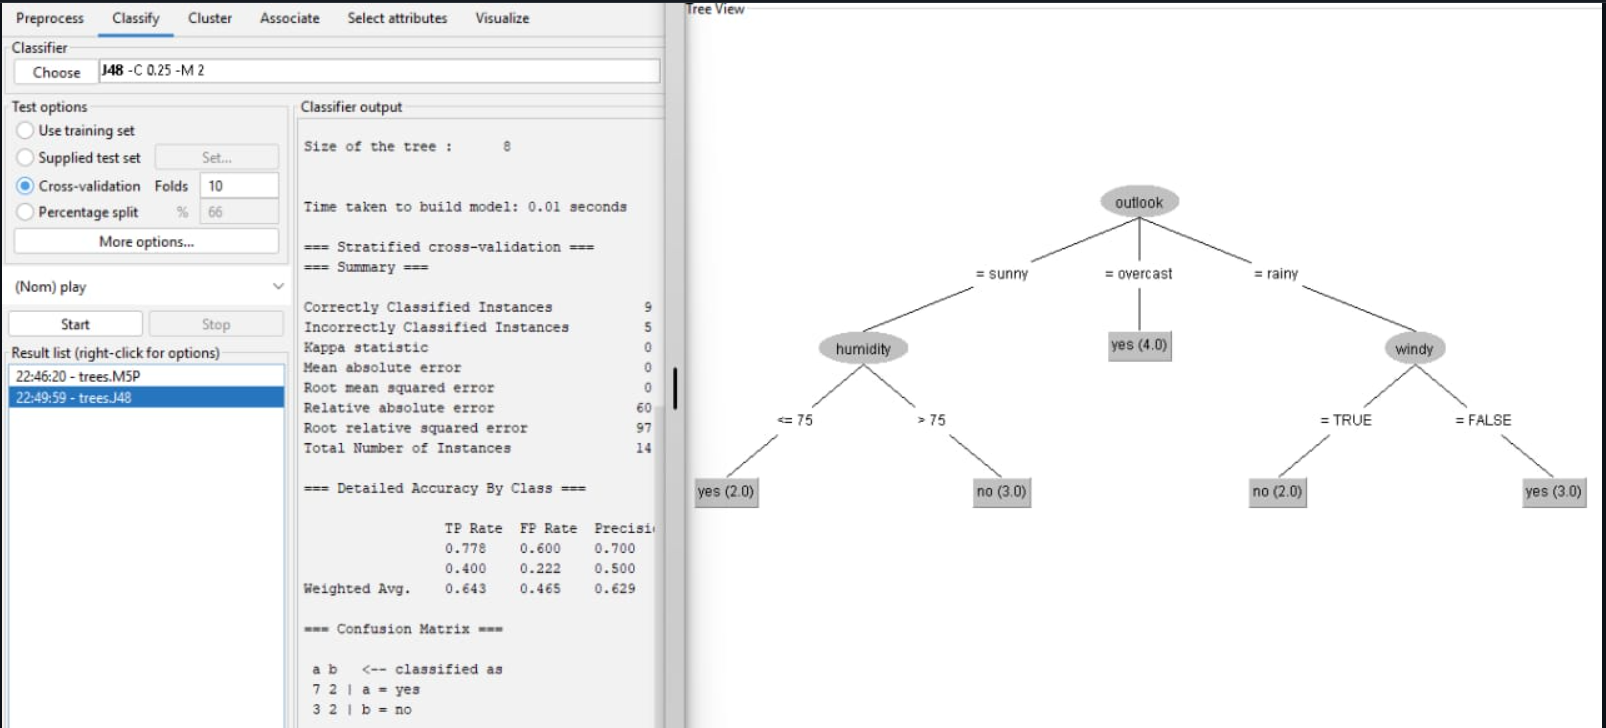 Preprocess Classify Cluster Associate Select attributes Visualize
Classifier
Choose J48 -C 0.25 -M 2
Test options
Use training set
Supplied test set Set...
Cross-validation Folds 10
Percentage split % 66
More options...
(Nom) play
Start Stop
Result list (right-click for options)
22:46:20 - trees.M5P
22:49:59 - trees.J48
Classifier output
Size of the tree : 8
Time taken to build model: 0.01 seconds
=== Stratified cross-validation ===
=== Summary ===
Correctly Classified Instances 9
Incorrectly Classified Instances 5
Kappa statistic 0
Mean absolute error 0
Root mean squared error 0
Relative absolute error 60
Root relative squared error 97
Total Number of Instances 14
=== Detailed Accuracy By Class ===
TP Rate FP Rate Precisi
0.778 0.600 0.700
0.400 0.222 0.500
Weighted Avg. 0.643 0.465 0.629
=== Confusion Matrix ===
a b <-- classified as
7 2 | a = yes
3 2 | b = no
Tree View
outlook
= sunny = overcast = rainy
humidity yes (4.0) windy
<= 75 > 75 = TRUE = FALSE
yes (2.0) no (3.0) no (2.0) yes (3.0)